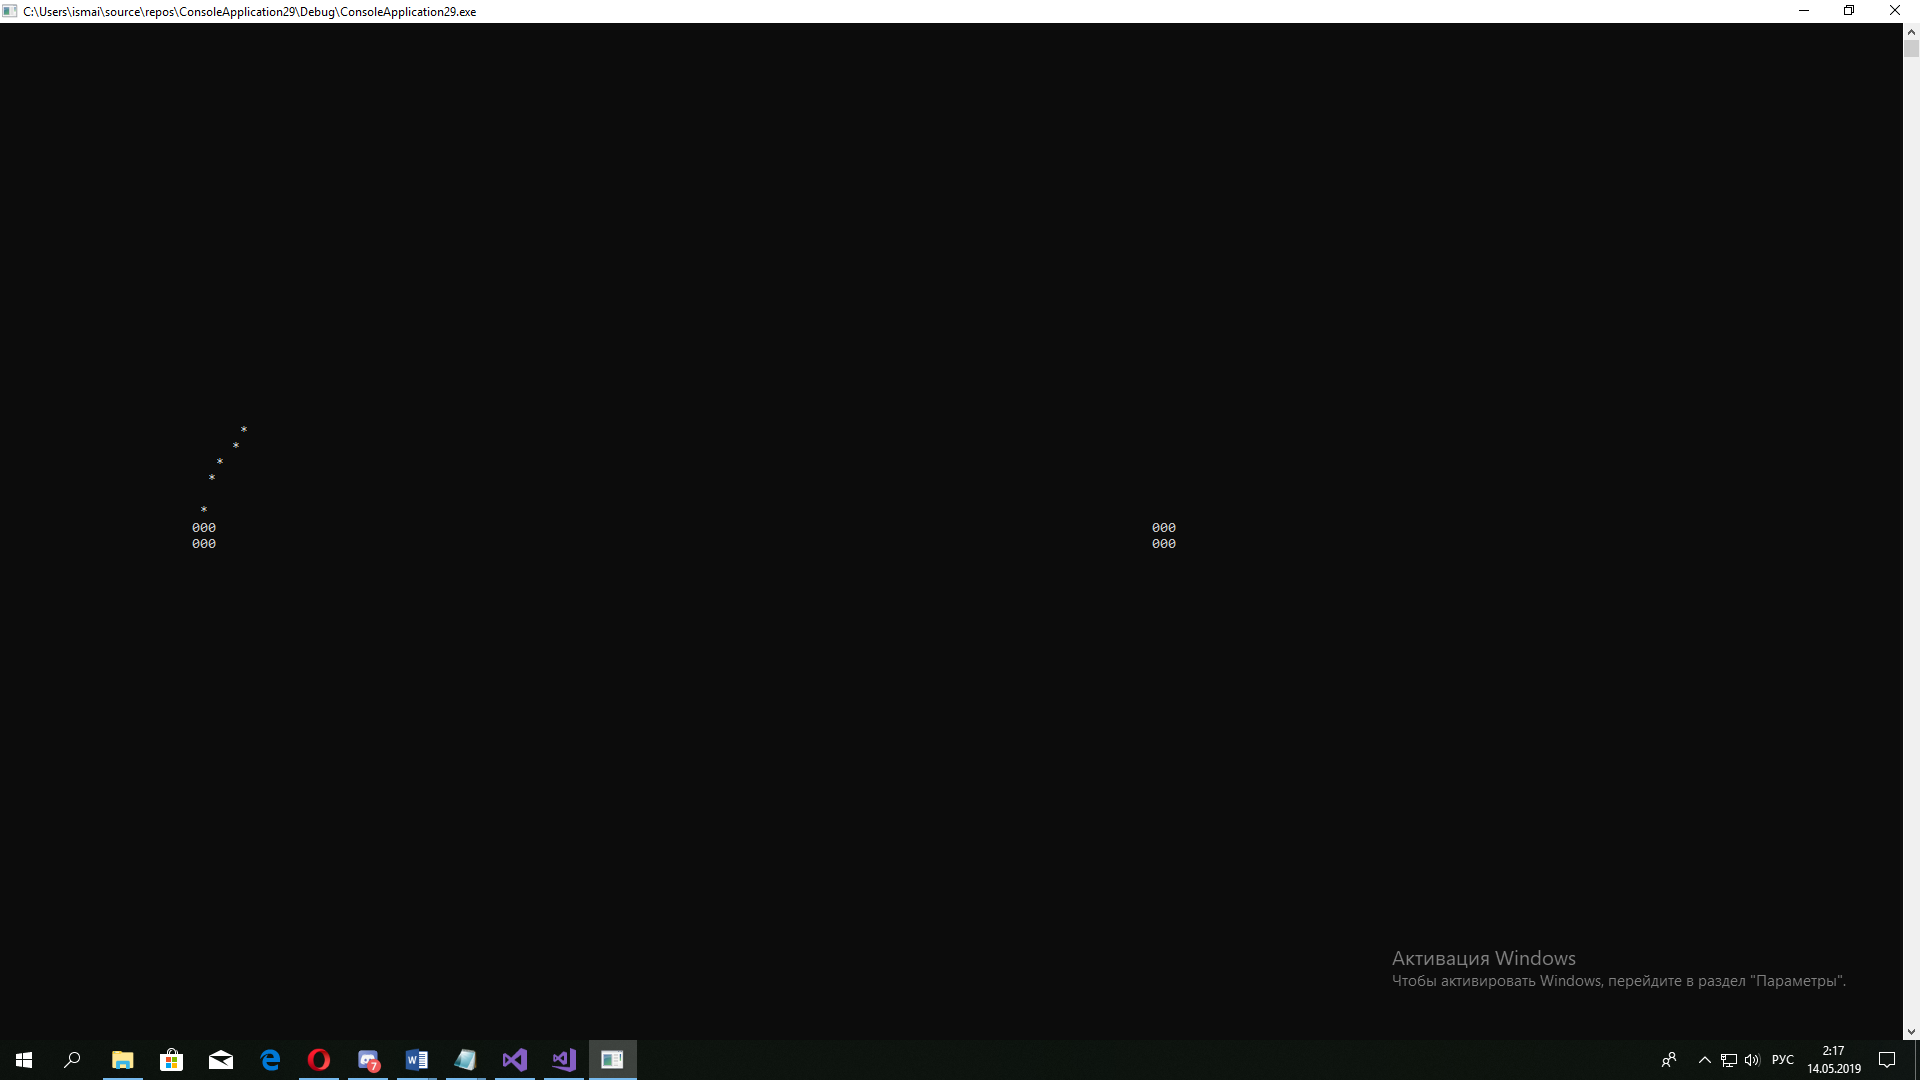 C:\Users\ismai\source\repos\ConsoleApplication29\Debug\ConsoleApplication29.exe
*
*
*
*
*
000 000
000 000
Активация Windows
Чтобы активировать Windows, перейдите в раздел "Параметры".
7
РУС
2:17
14.05.2019